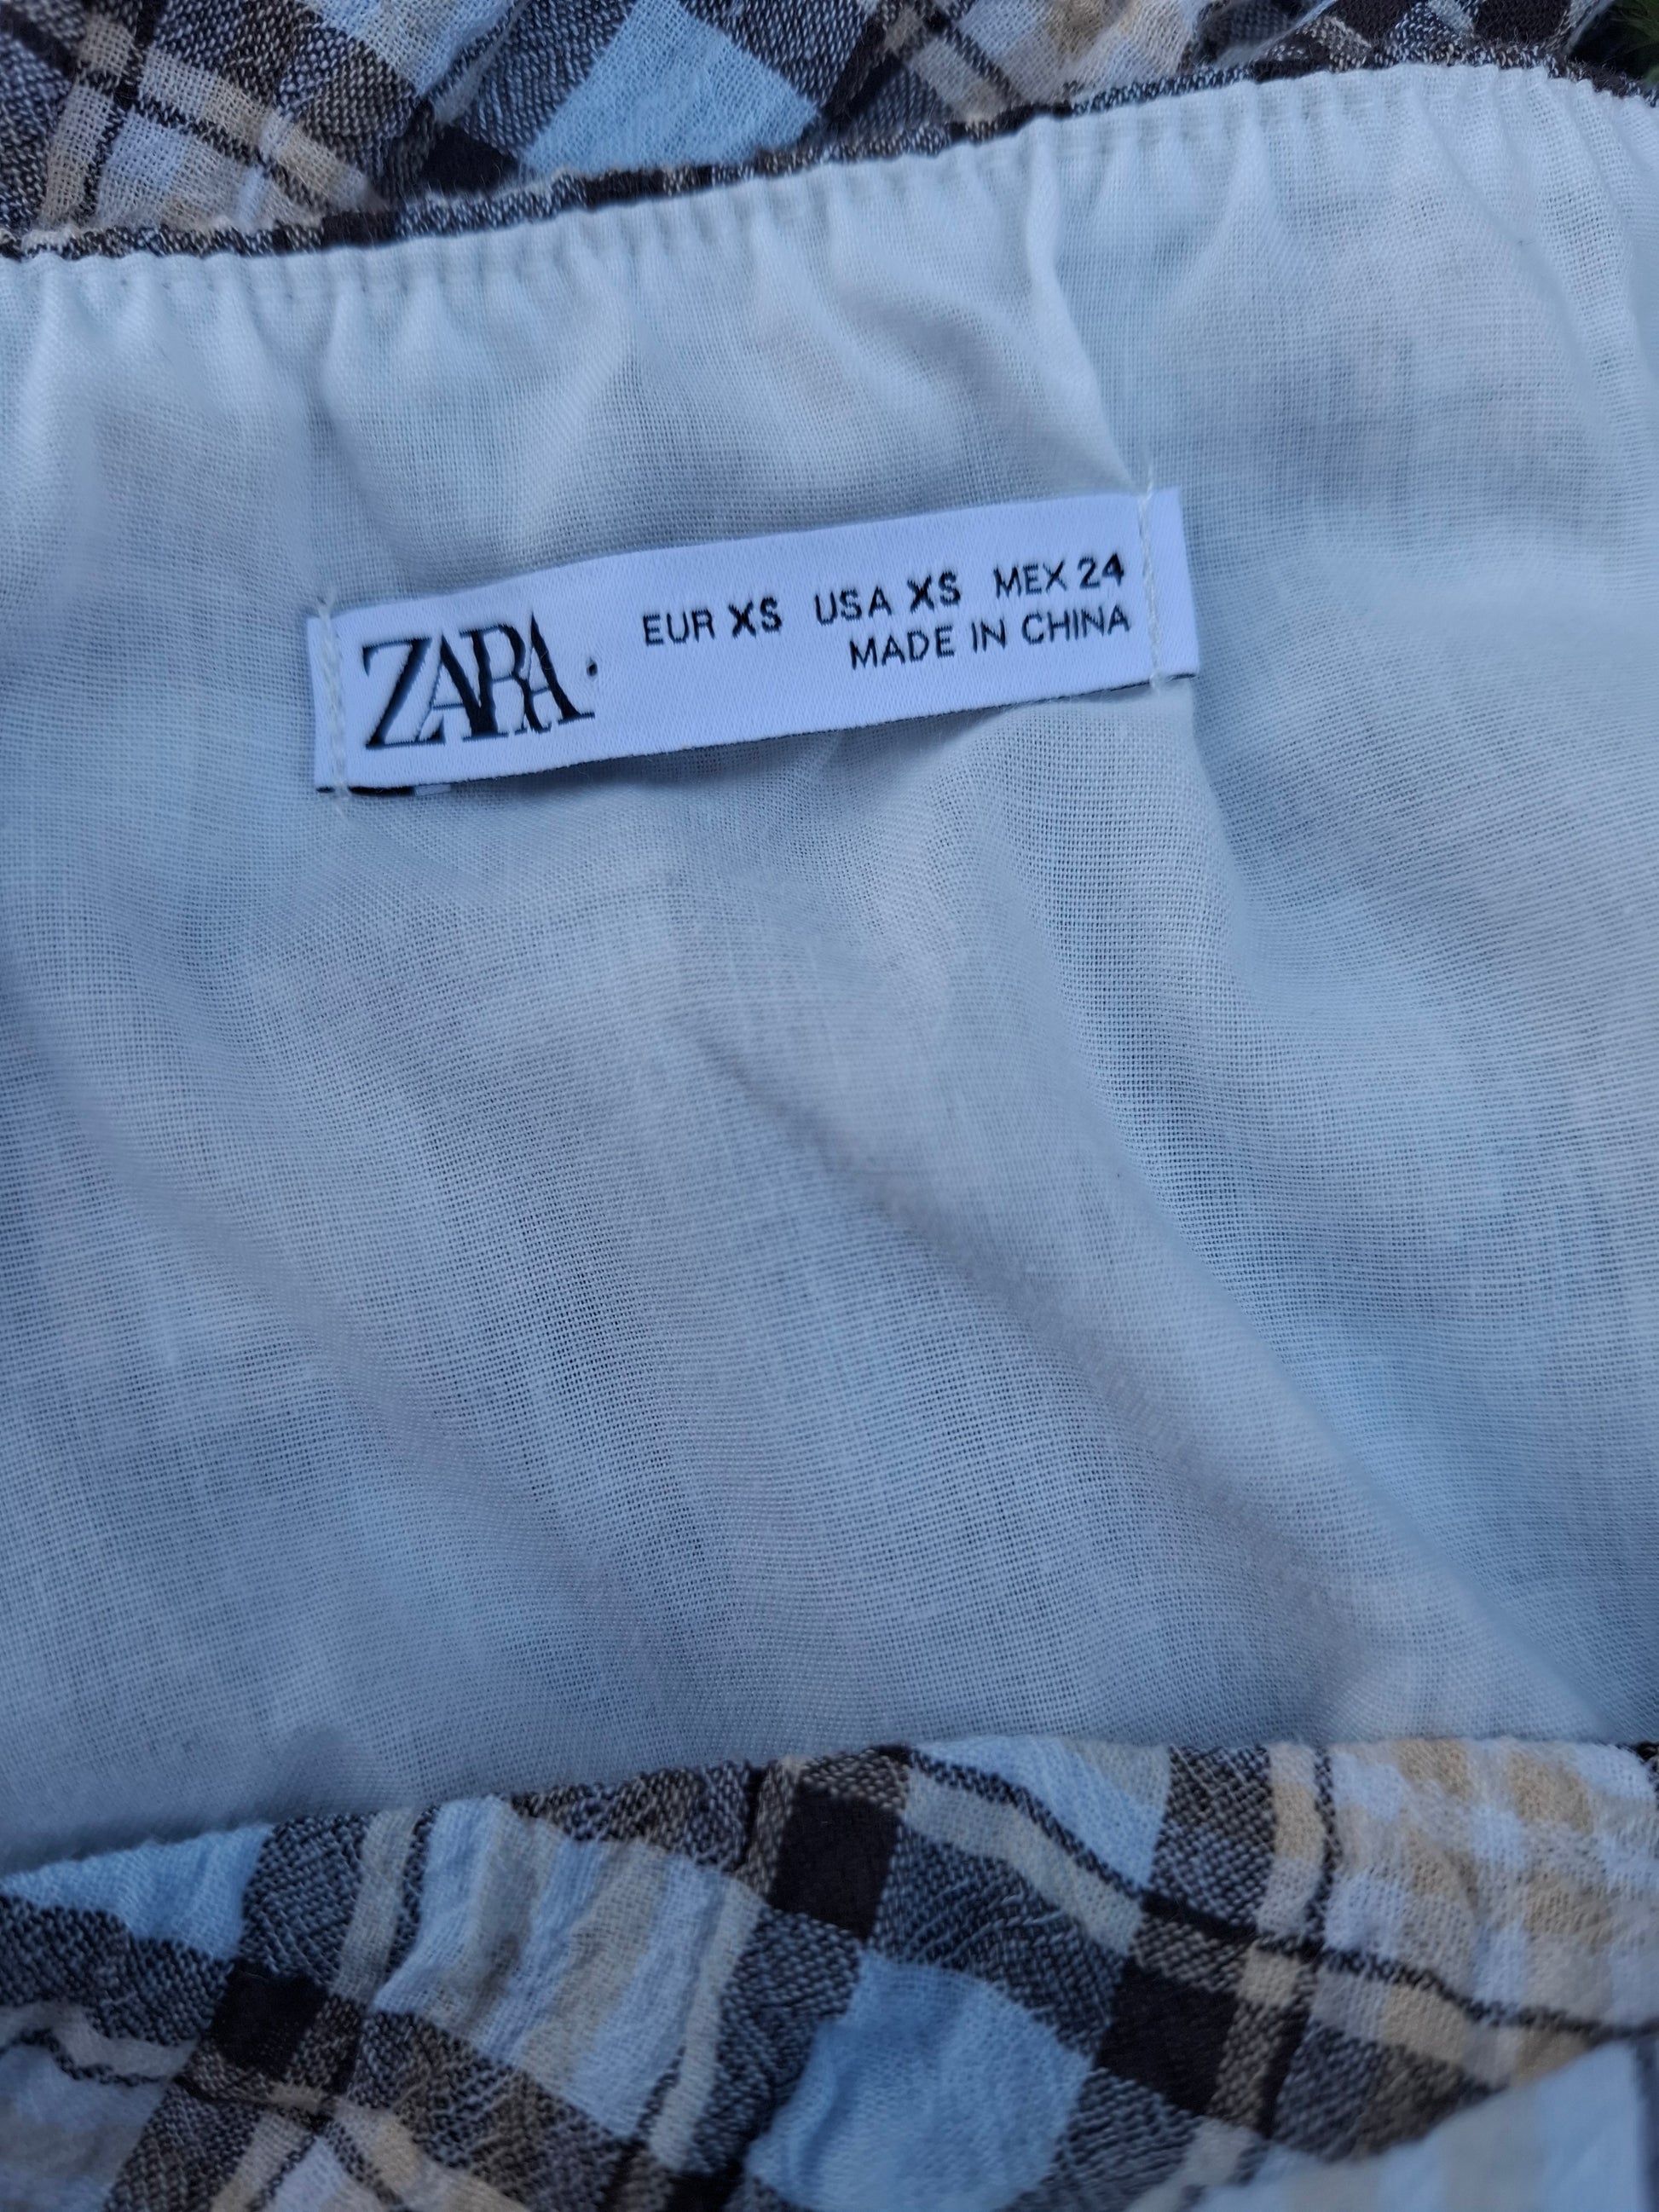 ZARA
EUR XS USA XS MEX 24
MADE IN CHINA